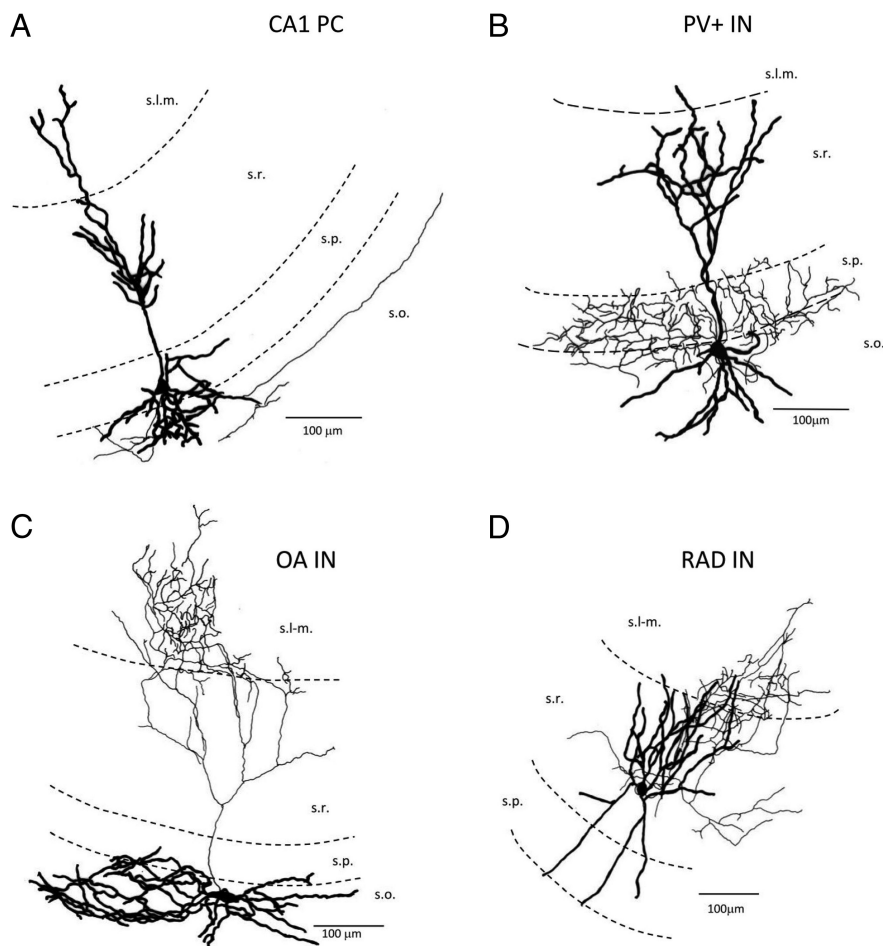 A
CA1 PC
s.l.m.
s.r.
s.p.
s.o.
100 μm
B
PV+ IN
s.l.m.
s.r.
s.p.
s.o.
100μm
C
OA IN
s.l-m.
s.r.
s.p.
s.o.
100 μm
D
RAD IN
s.l-m.
s.r.
s.p.
100μm